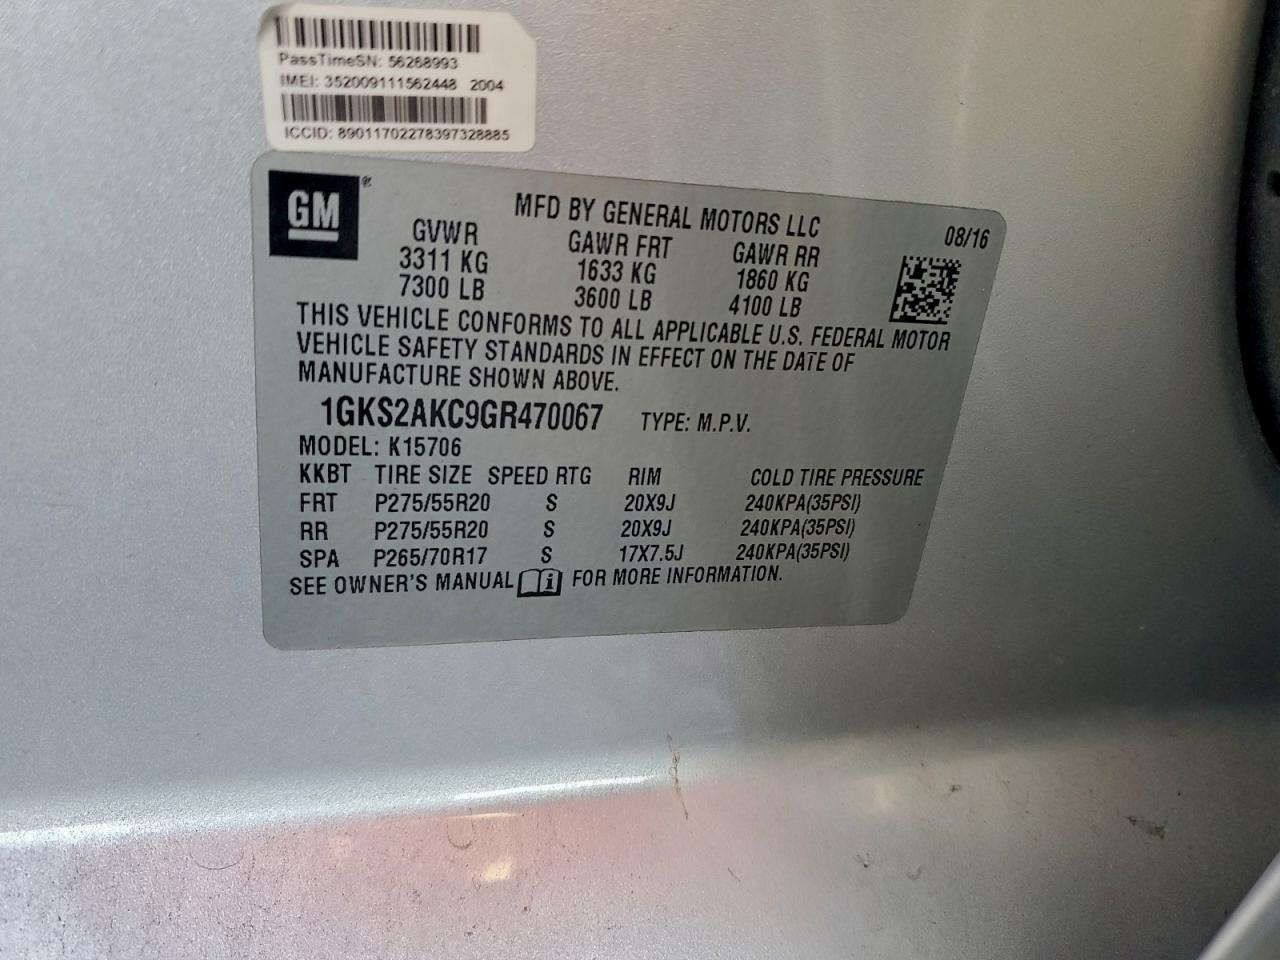 PassTimeSN: 56268993
IMEI: 352009111562448 2004
ICCID: 89011702278397328885
GM®
MFD BY GENERAL MOTORS LLC
08/16
GVWR GAWR FRT GAWR RR
3311 KG 1633 KG 1860 KG
7300 LB 3600 LB 4100 LB
THIS VEHICLE CONFORMS TO ALL APPLICABLE U.S. FEDERAL MOTOR
VEHICLE SAFETY STANDARDS IN EFFECT ON THE DATE OF
MANUFACTURE SHOWN ABOVE.
1GKS2AKC9GR470067 TYPE: M.P.V.
MODEL: K15706
KKBT TIRE SIZE SPEED RTG RIM COLD TIRE PRESSURE
FRT P275/55R20 S 20X9J 240KPA(35PSI)
RR P275/55R20 S 20X9J 240KPA(35PSI)
SPA P265/70R17 S 17X7.5J 240KPA(35PSI)
SEE OWNER'S MANUAL i FOR MORE INFORMATION.